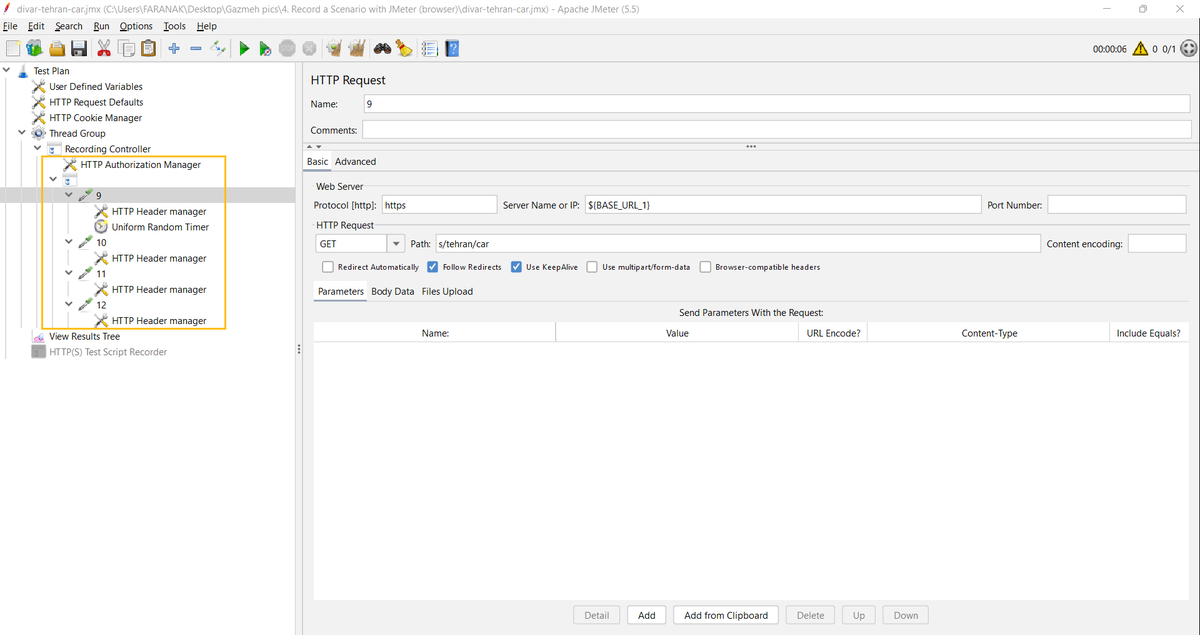 divar-tehran-car.jmx (C:\Users\FARANAK\Desktop\Gazmeh pics\4. Record a Scenario with JMeter (browser)\divar-tehran-car.jmx) - Apache JMeter (5.5)
File Edit Search Run Options Tools Help
00:00:06 0 0/1
Test Plan
User Defined Variables
HTTP Request Defaults
HTTP Cookie Manager
Thread Group
Recording Controller
HTTP Authorization Manager
9
HTTP Header manager
Uniform Random Timer
10
HTTP Header manager
11
HTTP Header manager
12
HTTP Header manager
View Results Tree
HTTP(S) Test Script Recorder
HTTP Request
Name: 9
Comments:
Basic Advanced
Web Server
Protocol [http]: https Server Name or IP: ${BASE_URL_1} Port Number:
HTTP Request
GET Path: s/tehran/car Content encoding:
Redirect Automatically Follow Redirects Use KeepAlive Use multipart/form-data Browser-compatible headers
Parameters Body Data Files Upload
Send Parameters With the Request:
Name: Value URL Encode? Content-Type Include Equals?
Detail Add Add from Clipboard Delete Up Down